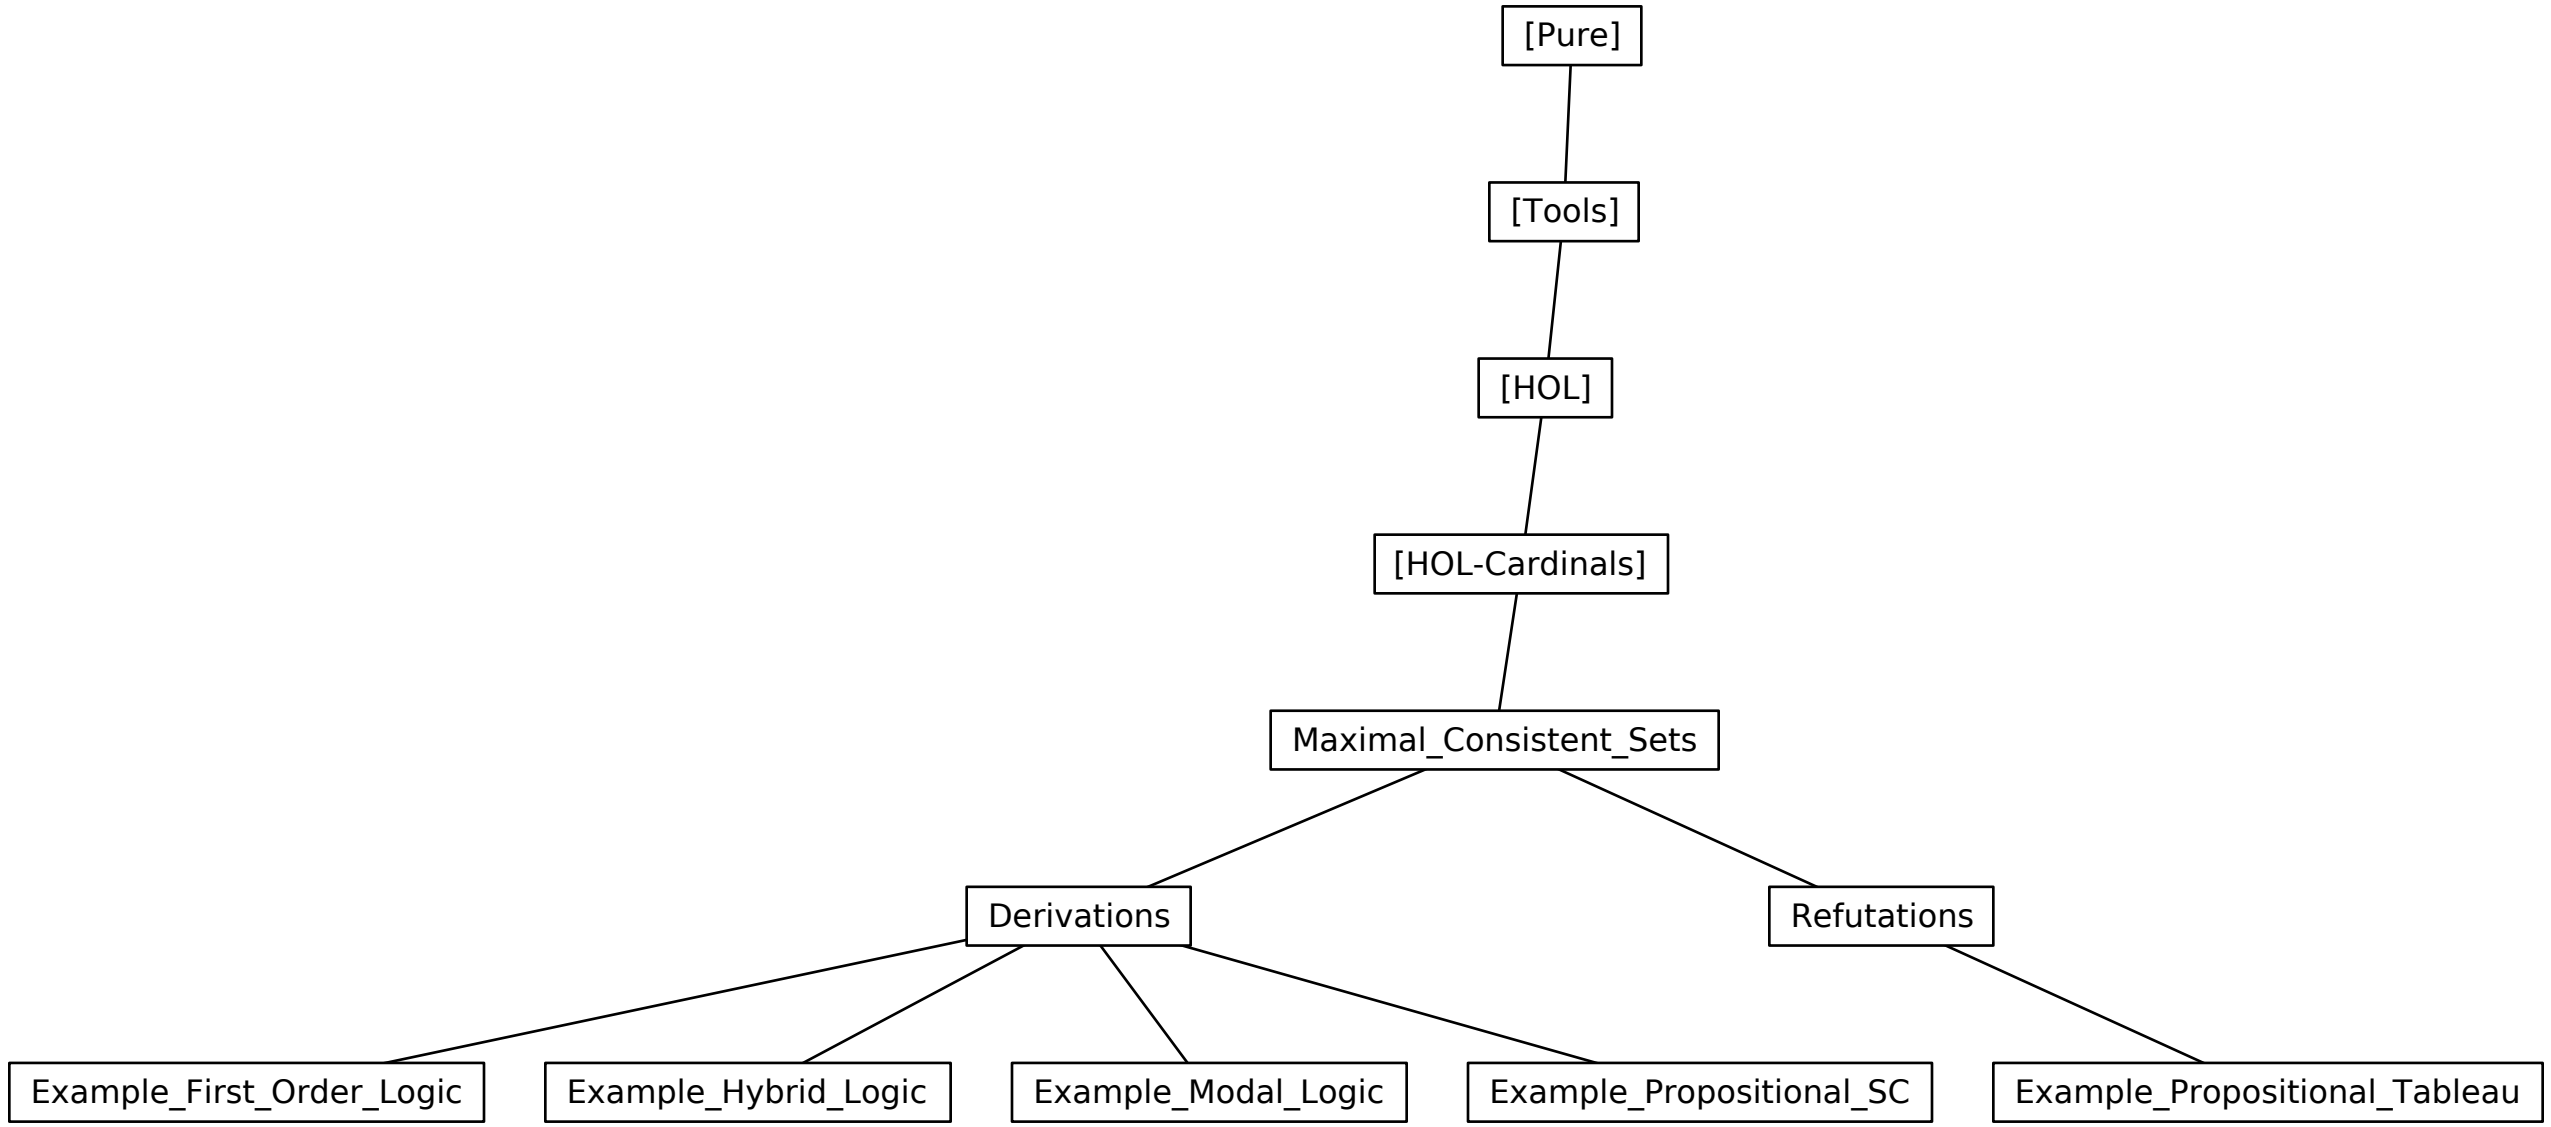 [Pure]
[Tools]
[HOL]
[HOL-Cardinals]
Maximal_Consistent_Sets
Derivations
Refutations
Example_First_Order_Logic
Example_Hybrid_Logic
Example_Modal_Logic
Example_Propositional_SC
Example_Propositional_Tableau